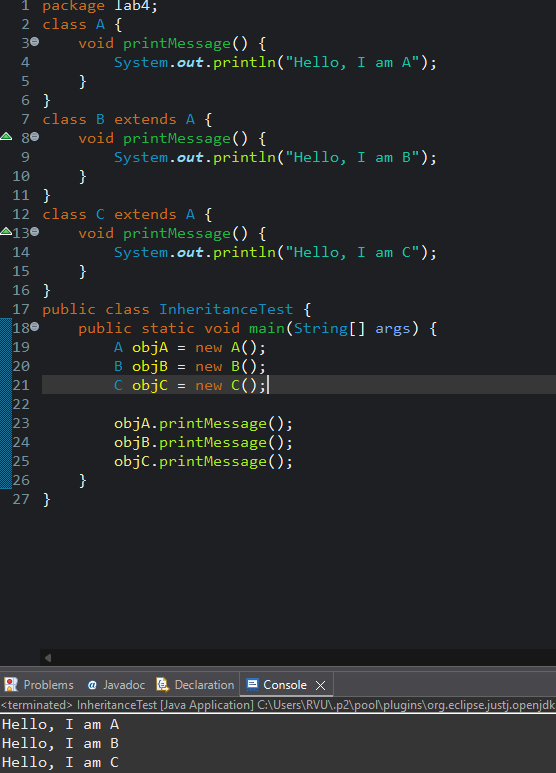 1 package lab4;
2 class A {
3 void printMessage() {
4 System.out.println("Hello, I am A");
5 }
6 }
7 class B extends A {
8 void printMessage() {
9 System.out.println("Hello, I am B");
10 }
11 }
12 class C extends A {
13 void printMessage() {
14 System.out.println("Hello, I am C");
15 }
16 }
17 public class InheritanceTest {
18 public static void main(String[] args) {
19 A objA = new A();
20 B objB = new B();
21 C objC = new C();
22
23 objA.printMessage();
24 objB.printMessage();
25 objC.printMessage();
26 }
27 }
Problems @ Javadoc Declaration Console
<terminated> InheritanceTest [Java Application] C:\Users\RVU\.p2\pool\plugins\org.eclipse.justj.openjdk
Hello, I am A
Hello, I am B
Hello, I am C